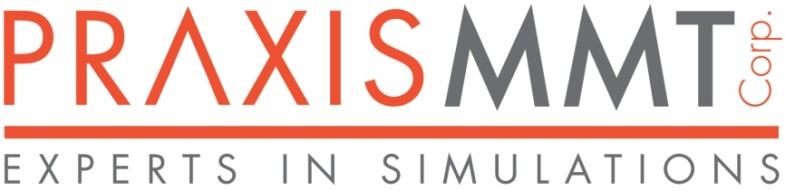 PRAXISMMT Corp.
EXPERTS IN SIMULATIONS